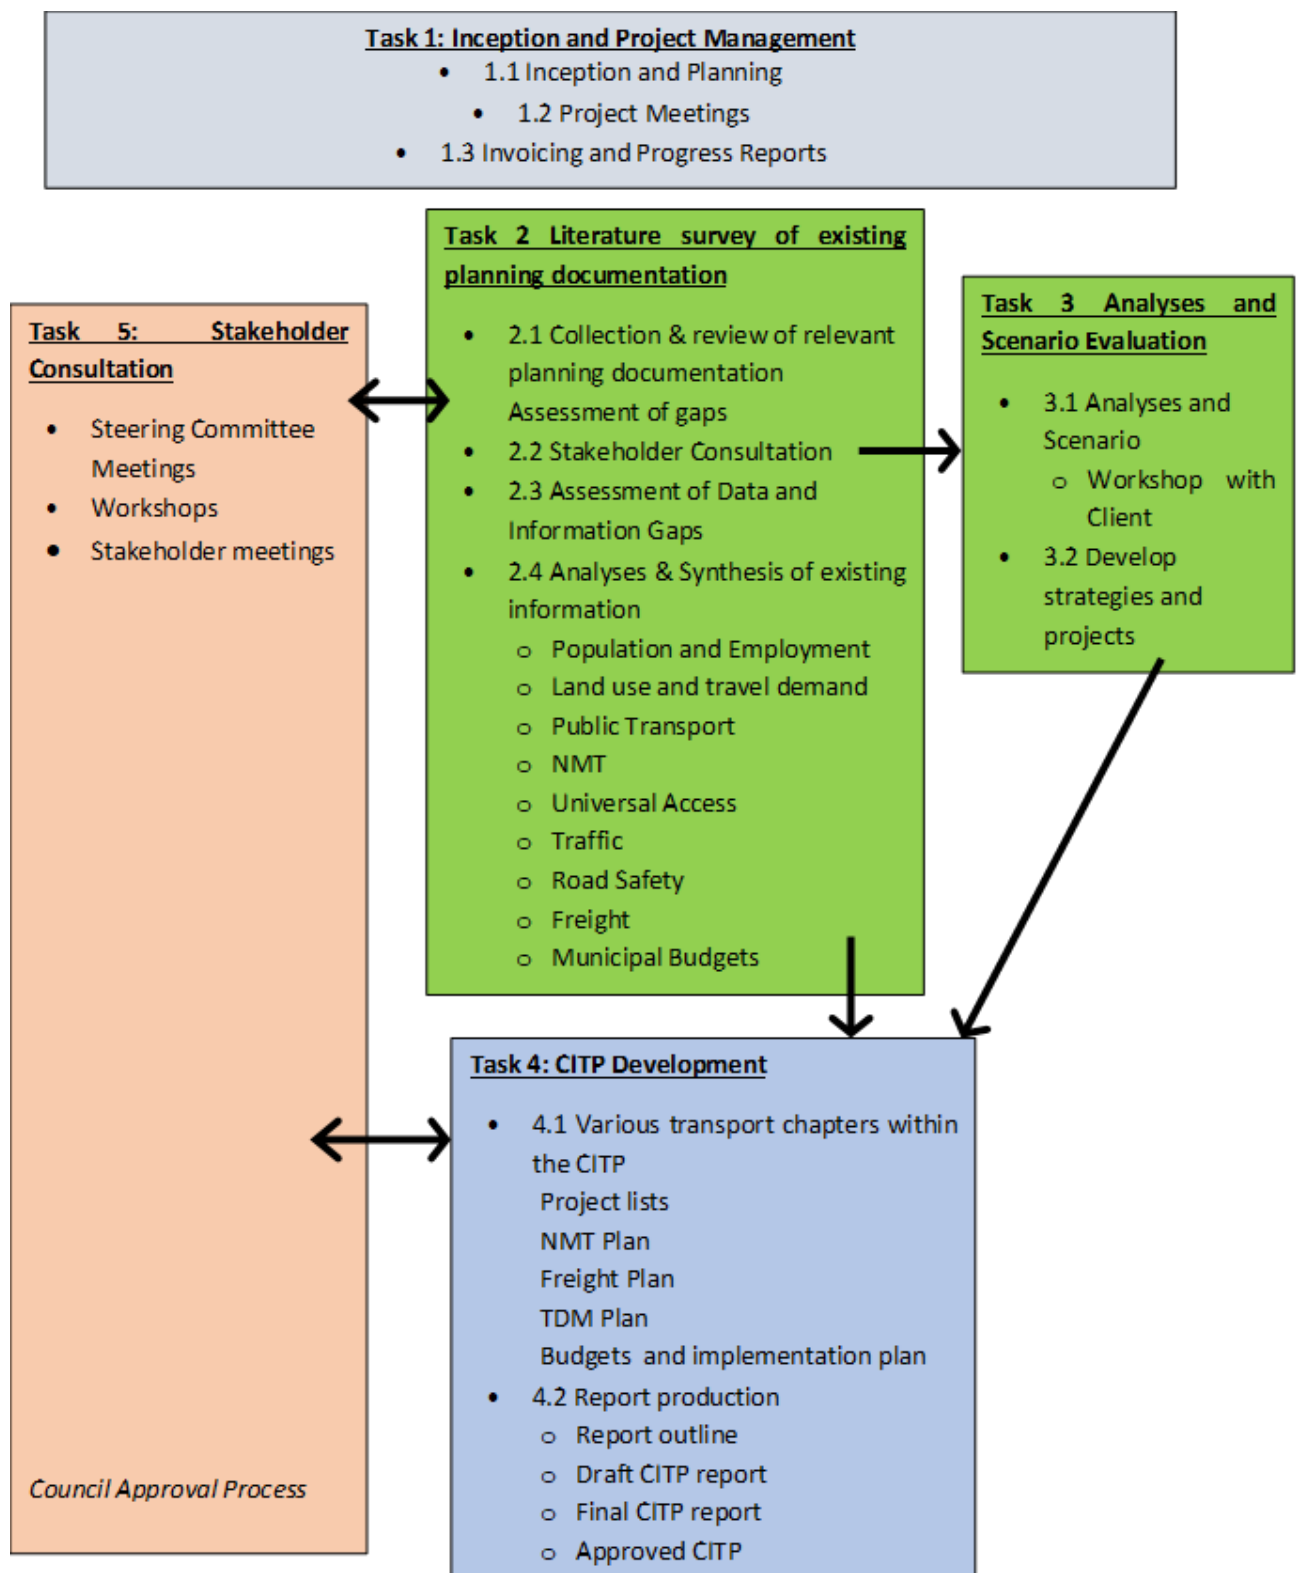 Task 1: Inception and Project Management
• 1.1 Inception and Planning
• 1.2 Project Meetings
• 1.3 Invoicing and Progress Reports
Task 2 Literature survey of existing
planning documentation
• 2.1 Collection & review of relevant
planning documentation
Assessment of gaps
• 2.2 Stakeholder Consultation
• 2.3 Assessment of Data and
Information Gaps
• 2.4 Analyses & Synthesis of existing
information
o Population and Employment
o Land use and travel demand
o Public Transport
o NMT
o Universal Access
o Traffic
o Road Safety
o Freight
o Municipal Budgets
Task 3 Analyses and
Scenario Evaluation
• 3.1 Analyses and
Scenario
o Workshop with
Client
• 3.2 Develop
strategies and
projects
Task 5: Stakeholder
Consultation
• Steering Committee
Meetings
• Workshops
• Stakeholder meetings
Council Approval Process
Task 4: CITP Development
• 4.1 Various transport chapters within
the CITP
Project lists
NMT Plan
Freight Plan
TDM Plan
Budgets and implementation plan
• 4.2 Report production
o Report outline
o Draft CITP report
o Final CITP report
o Approved CITP